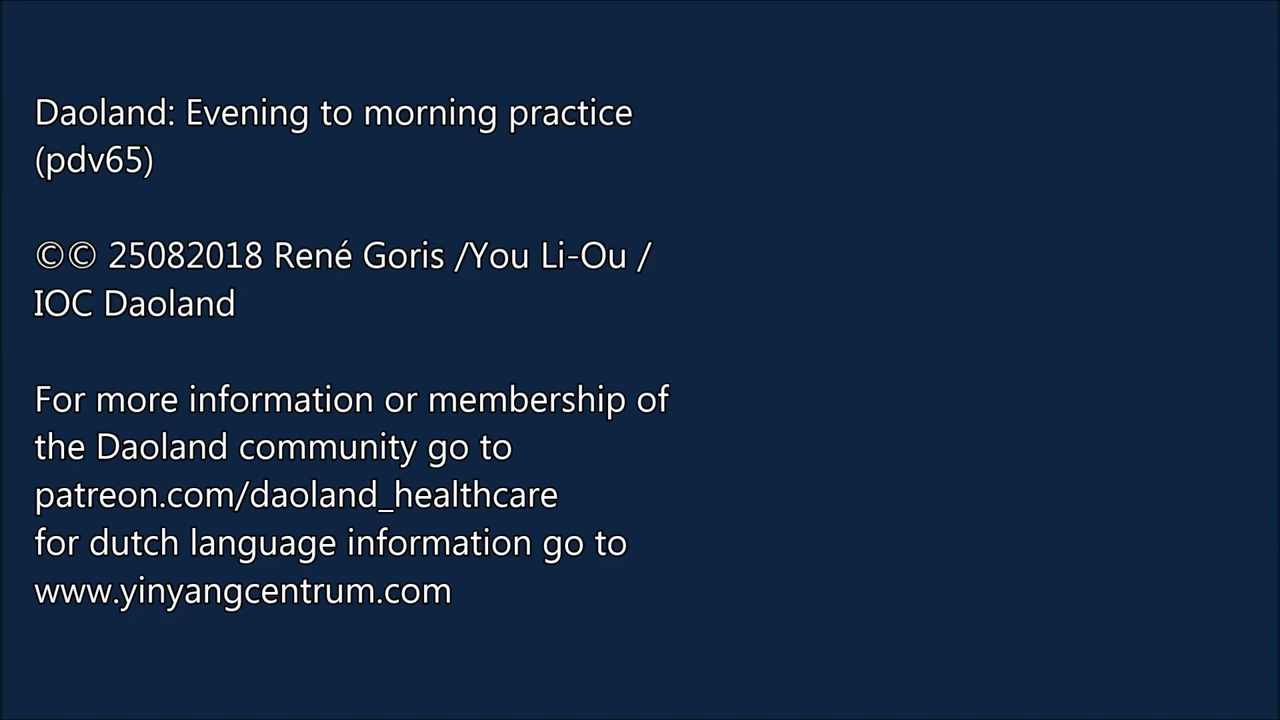 Daoland: Evening to morning practice
(pdv65)
©© 25082018 René Goris /You Li-Ou /
IOC Daoland
For more information or membership of
the Daoland community go to
patreon.com/daoland_healthcare
for dutch language information go to
www.yinyangcentrum.com